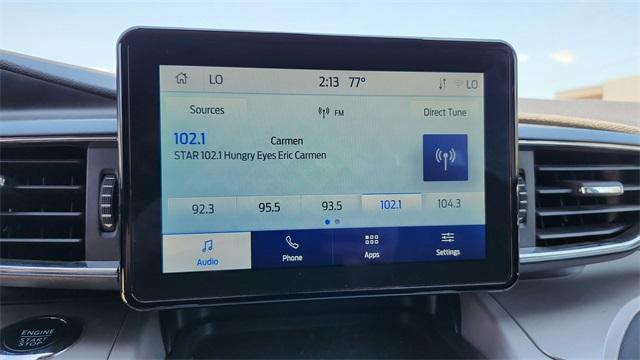 LO 2:13 77° LO
Sources FM Direct Tune
102.1 Carmen
STAR 102.1 Hungry Eyes Eric Carmen
92.3 95.5 93.5 102.1 104.3
Audio Phone Apps Settings
ENGINE
START
STOP